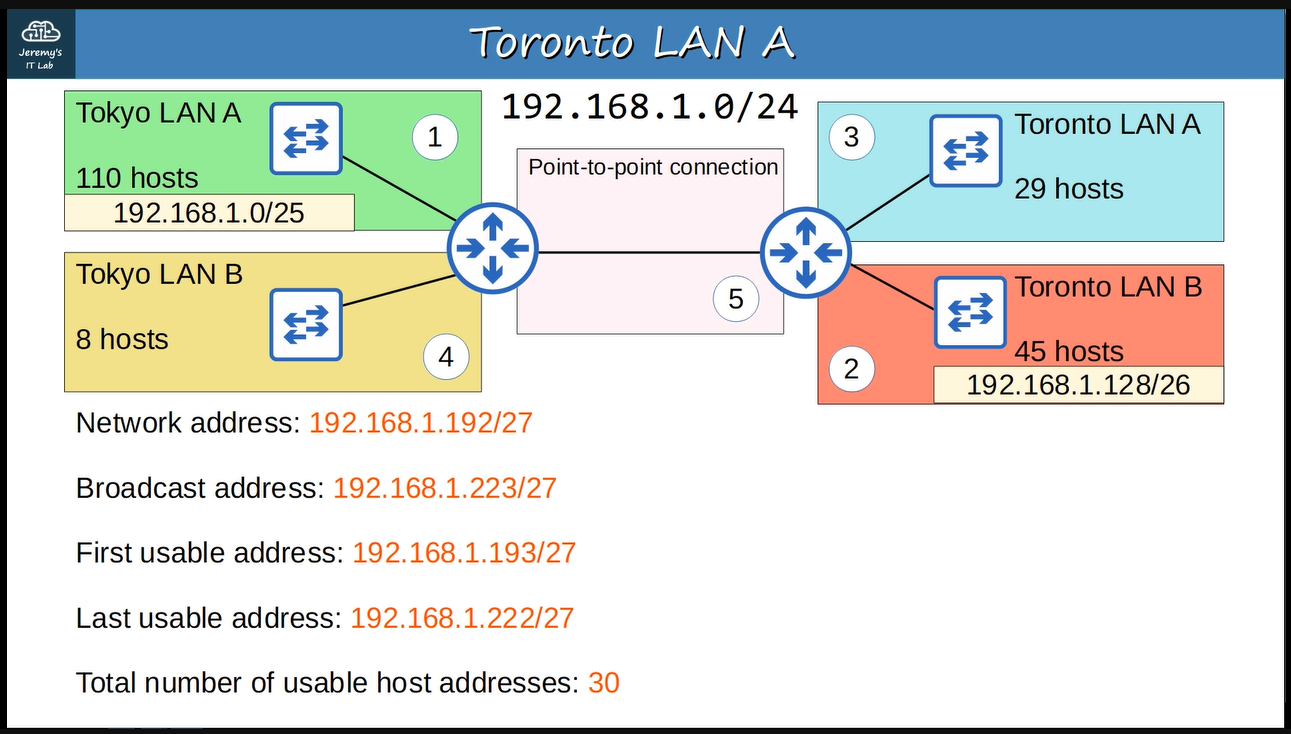 Jeremy's
IT Lab
Toronto LAN A
Tokyo LAN A
110 hosts
192.168.1.0/25
1
192.168.1.0/24
Point-to-point connection
5
3
Toronto LAN A
29 hosts
Tokyo LAN B
8 hosts
4
Toronto LAN B
45 hosts
2
192.168.1.128/26
Network address: 192.168.1.192/27
Broadcast address: 192.168.1.223/27
First usable address: 192.168.1.193/27
Last usable address: 192.168.1.222/27
Total number of usable host addresses: 30